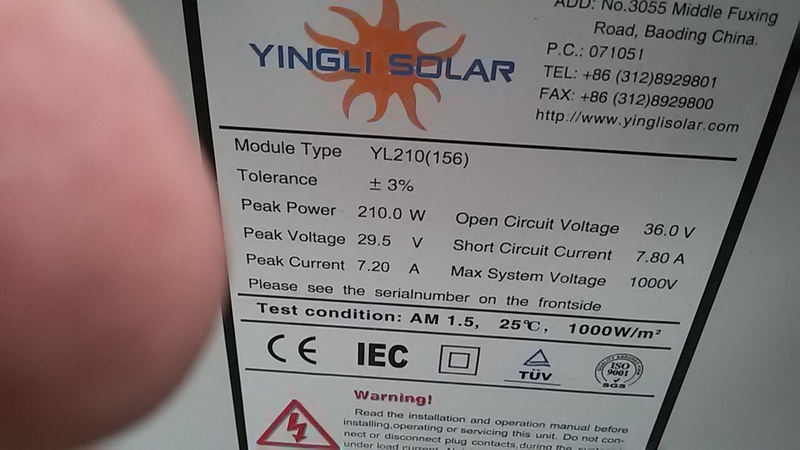 ADD: No.3055 Middle Fuxing
Road, Baoding China.
P.C.: 071051
TEL: +86 (312)8929801
FAX: +86 (312)8929800
http://www.yinglisolar.com
YINGLI SOLAR
Module Type YL210(156)
Tolerance ± 3%
Peak Power 210.0 W Open Circuit Voltage 36.0 V
Peak Voltage 29.5 V Short Circuit Current 7.80 A
Peak Current 7.20 A Max System Voltage 1000V
Please see the serialnumber on the frontside
Test condition: AM 1.5, 25℃, 1000W/m²
CE IEC TÜV ISO 9001 SGS
Warning!
Read the installation and operation manual before
installing,operating or servicing this unit. Do not con-
nect or disconnect plug contacts,during the
under load current.